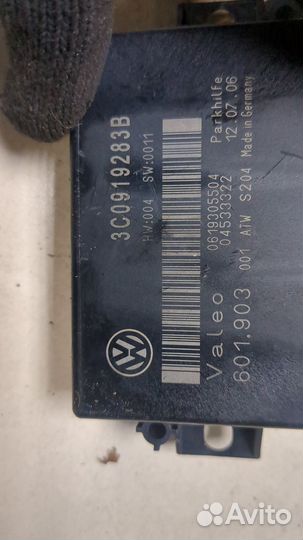 3C0919283B
HW:004 SW:0011
0619305504
04533322
Parkhilfe
12.07.06
Valeo
601.903 001 ATW S204 Made in Germany
Avito